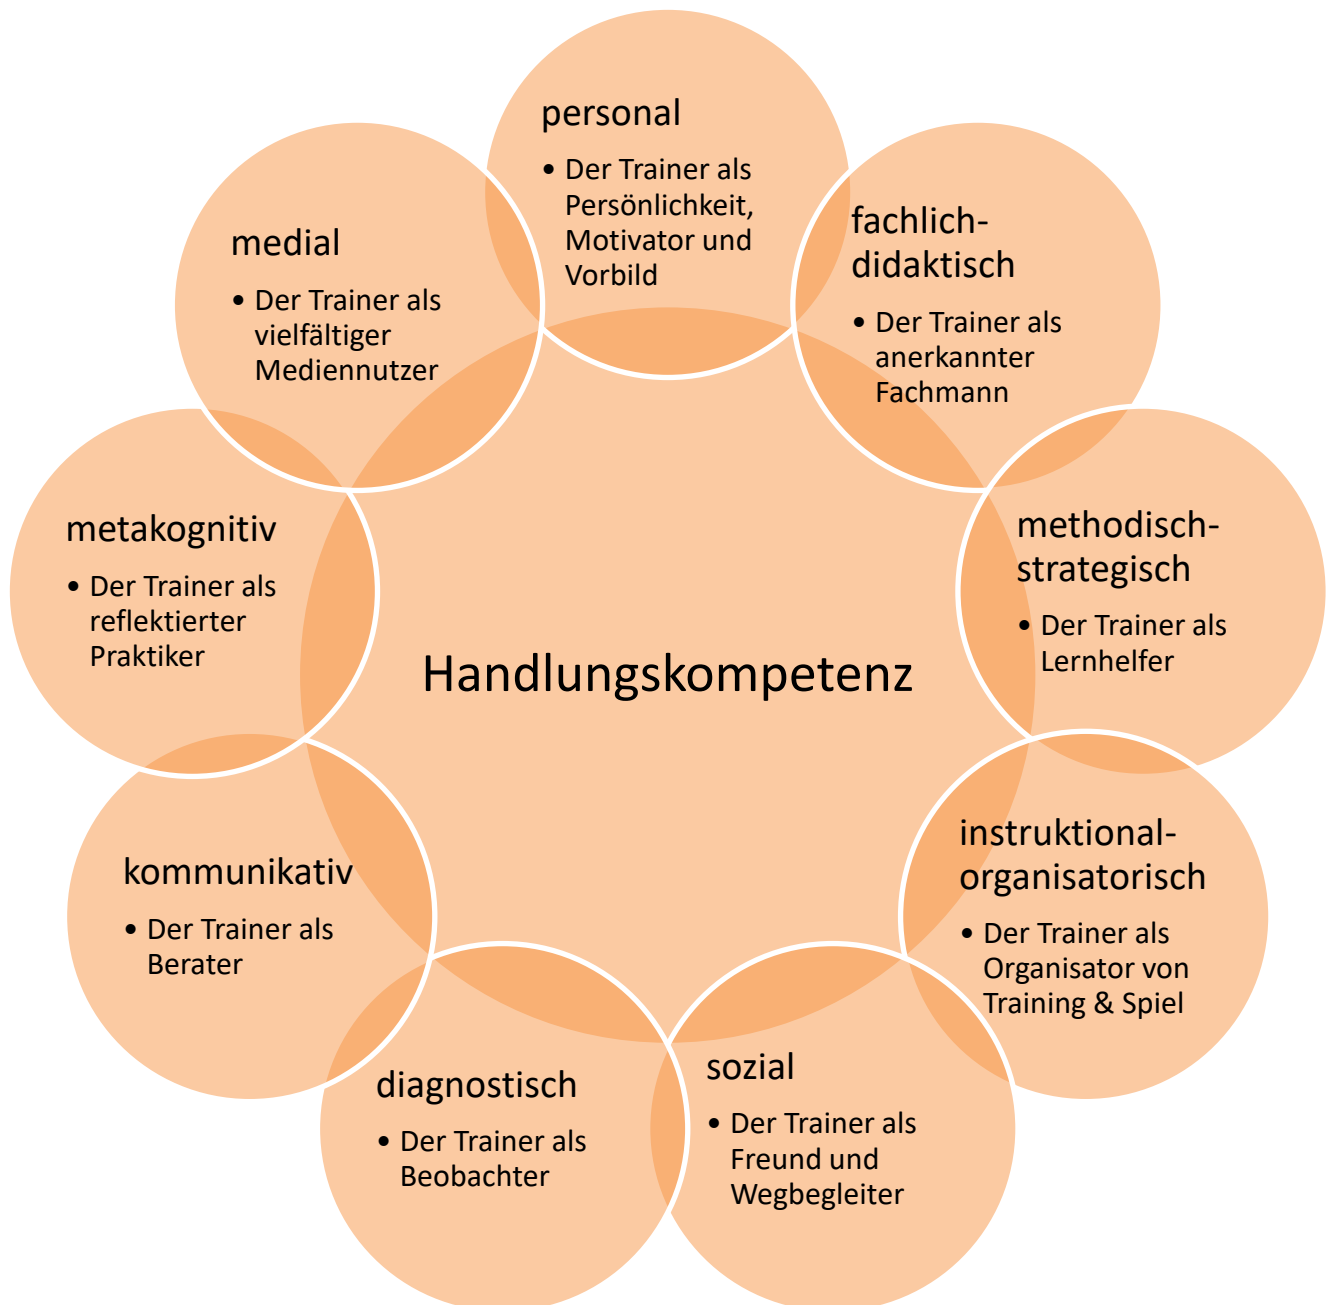 personal
• Der Trainer als
Persönlichkeit,
Motivator und
Vorbild
fachlich-
didaktisch
• Der Trainer als
anerkannter
Fachmann
methodisch-
strategisch
• Der Trainer als
Lernhelfer
instruktional-
organisatorisch
• Der Trainer als
Organisator von
Training & Spiel
sozial
• Der Trainer als
Freund und
Wegbegleiter
diagnostisch
• Der Trainer als
Beobachter
kommunikativ
• Der Trainer als
Berater
metakognitiv
• Der Trainer als
reflektierter
Praktiker
medial
• Der Trainer als
vielfältiger
Mediennutzer
Handlungskompetenz